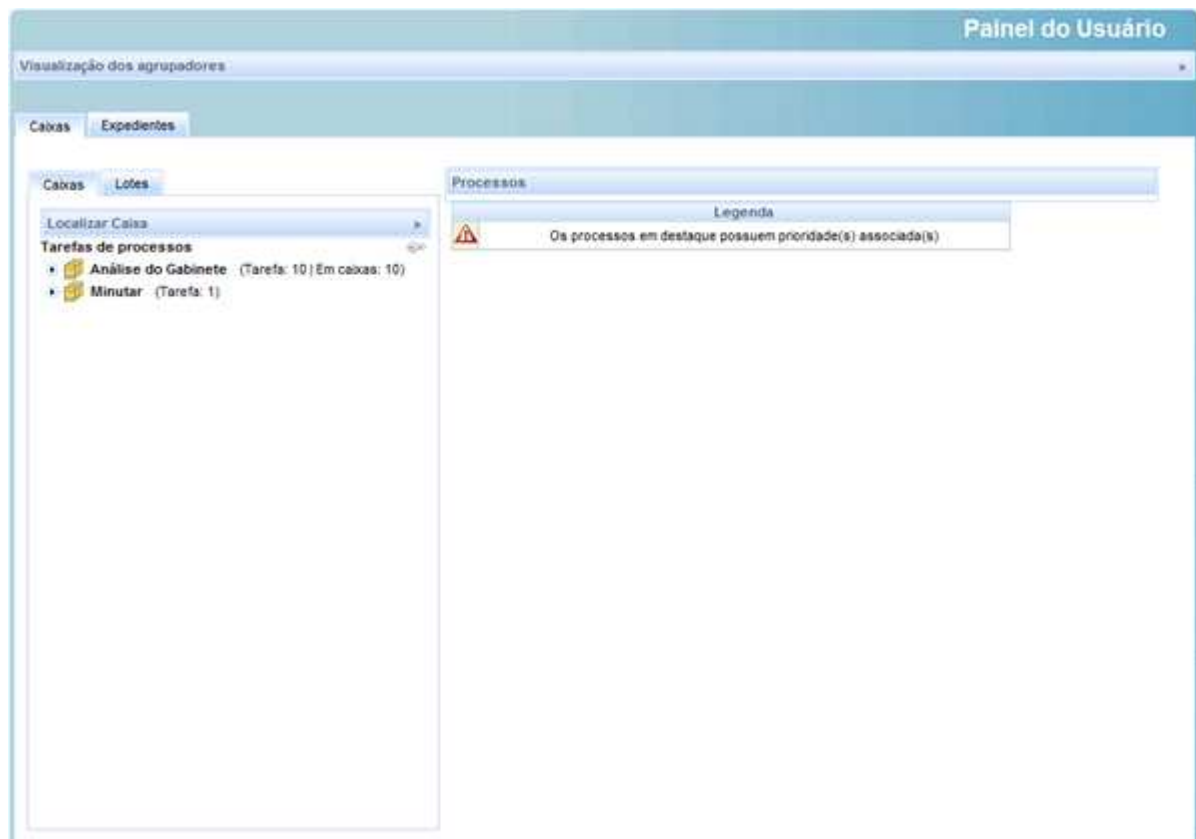 Painel do Usuário
Visualização dos agrupadores
Caixas Expedientes
Caixas Lotes
Localizar Caixa
Tarefas de processos
Análise do Gabinete (Tarefa: 10 | Em caixas: 10)
Minutar (Tarefa: 1)
Processos
Legenda
Os processos em destaque possuem prioridade(s) associada(s)